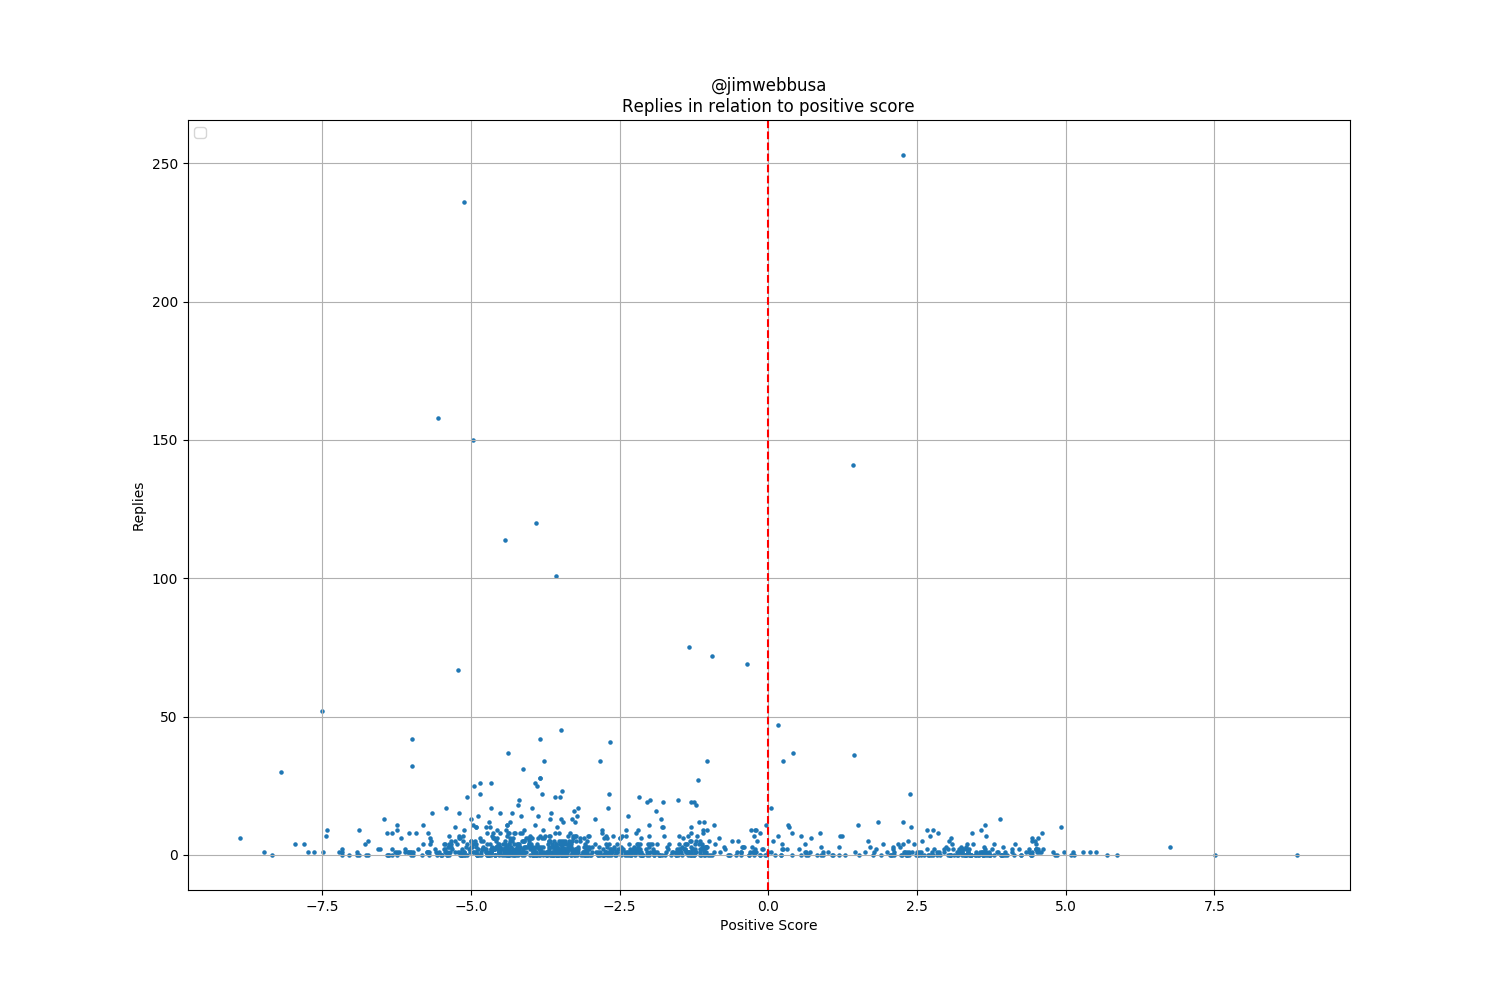 @jimwebbusa
Replies in relation to positive score
250
200
150
100
50
0
Replies
−7.5 −5.0 −2.5 0.0 2.5 5.0 7.5
Positive Score